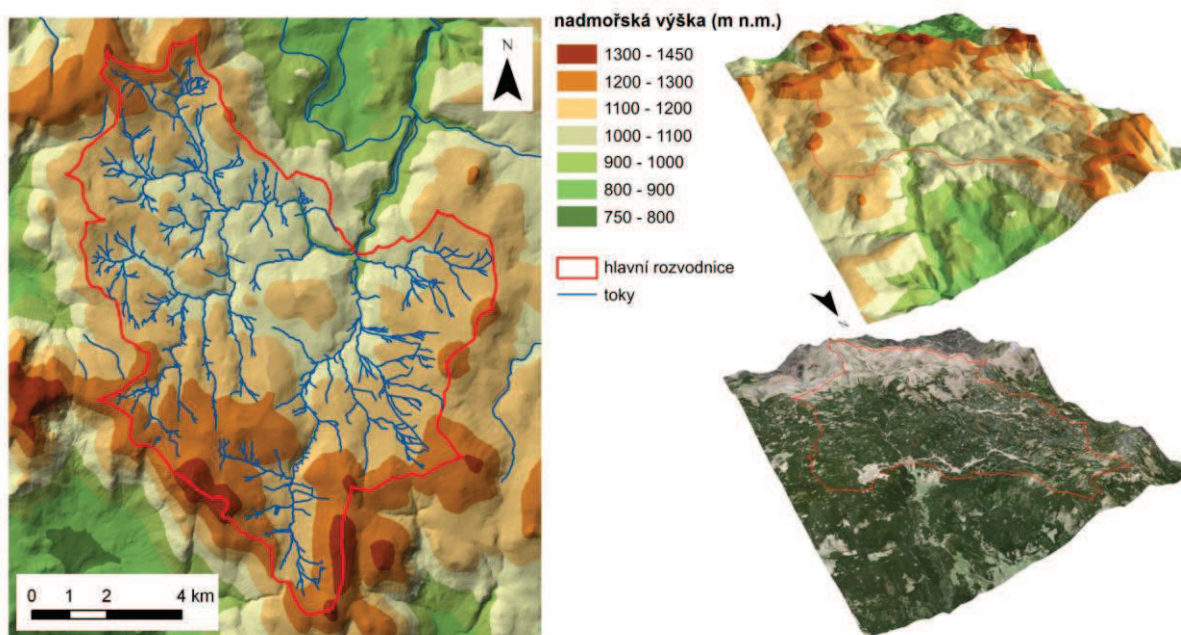 N
nadmořská výška (m n.m.)
1300 - 1450
1200 - 1300
1100 - 1200
1000 - 1100
900 - 1000
800 - 900
750 - 800
hlavní rozvodnice
toky
0 1 2 4 km
N